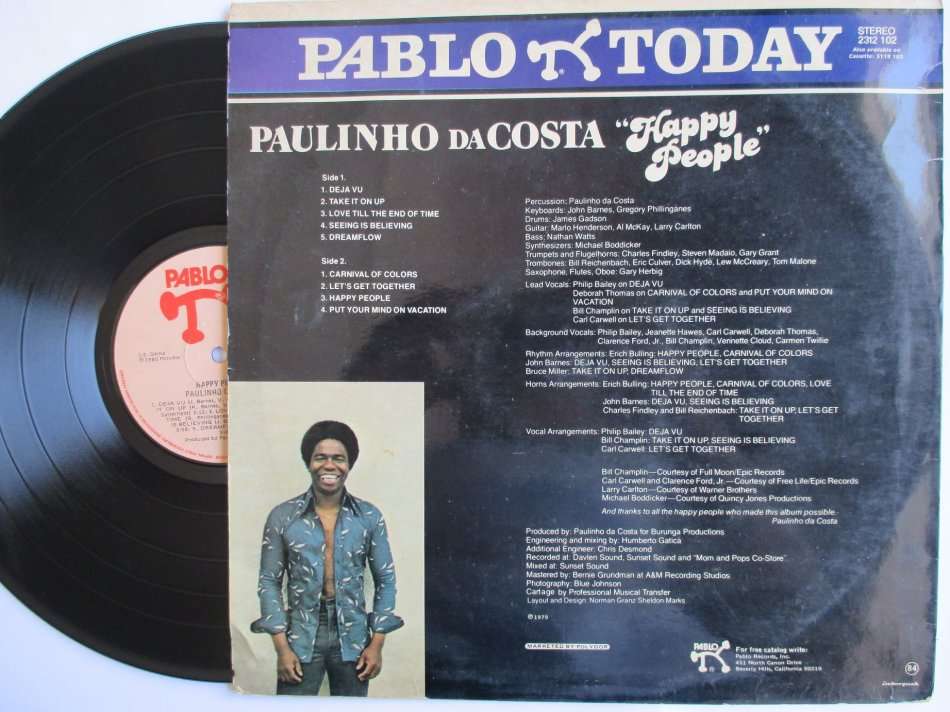 PABLO TODAY
STEREO
2312 102
Also available on
Cassette:
PAULINHO DA COSTA "Happy
People"
Side 1.
1. DEJA VU
2. TAKE IT ON UP
3. LOVE TILL THE END OF TIME
4. SEEING IS BELIEVING
5. DREAMFLOW
Side 2.
1. CARNIVAL OF COLORS
2. LET'S GET TOGETHER
3. HAPPY PEOPLE
4. PUT YOUR MIND ON VACATION
Percussion; Paulinho da Costa
Keyboards: John Barnes, Gregory Phillinganes
Drums: James Gadson
Guitar: Marlo Henderson, Al McKay, Larry Carlton
Bass; Nathan Watts
Synthesizers: Michael Boddicker
Trumpets and Flugelhorns: Charles Findley, Steven Madaio, Gary Grant
Trombones: Bill Reichenbach, Eric Culver, Dick Hyde, Lew McCreary, Tom Malone
Saxophone, Flutes, Oboe: Gary Herbig
Lead Vocals: Philip Bailey on DEJA VU
Deborah Thomas on CARNIVAL OF COLORS and PUT YOUR MIND ON
VACATION
Bill Champlin on TAKE IT ON UP and SEEING IS BELIEVING
Carl Carwell on LET'S GET TOGETHER
Background Vocals: Philip Bailey, Jeanette Hawes, Carl Carwell, Deborah Thomas,
Clarence Ford, Jr., Bill Champlin, Vennette Cloud, Carmen Twillie
Rhythm Arrangements: Erich Bulling: HAPPY PEOPLE, CARNIVAL OF COLORS
John Barnes: DEJA VU, SEEING IS BELIEVING, LET'S GET TOGETHER
Bruce Miller: TAKE IT ON UP, DREAMFLOW
Horns Arrangements: Erich Bulling: HAPPY PEOPLE, CARNIVAL OF COLORS, LOVE
TILL THE END OF TIME
John Barnes: DEJA VU, SEEING IS BELIEVING
Charles Findley and Bill Reichenbach: TAKE IT ON UP, LET'S GET
TOGETHER
Vocal Arrangements: Philip Bailey: DEJA VU
Bill Champlin: TAKE IT ON UP, SEEING IS BELIEVING
Carl Carwell: LET'S GET TOGETHER
Bill Champlin—Courtesy of Full Moon/Epic Records
Carl Carwell and Clarence Ford, Jr.—Courtesy of Free Life/Epic Records
Larry Carlton—Courtesy of Warner Brothers
Michael Boddicker—Courtesy of Quincy Jones Productions
And thanks to all the happy people who made this album possible.
Paulinho da Costa
Produced by: Paulinho da Costa for Burunga Productions
Engineering and mixing by: Humberto Gatica
Additional Engineer: Chris Desmond
Recorded at: Davlen Sound, Sunset Sound and "Mom and Pops Co-Store"
Mixed at: Sunset Sound
Mastered by: Bernie Grundman at A&M Recording Studios
Photography: Blue Johnson
Cartage by Professional Musical Transfer
Layout and Design: Norman Granz Sheldon Marks
℗ 1979
MARKETED BY POLYDOR
PABLO
For free catalog write:
Pablo Records, Inc.
451 North Canon Drive
Beverly Hills, California 90210
84
PABLO
HAPPY
PAULINHO